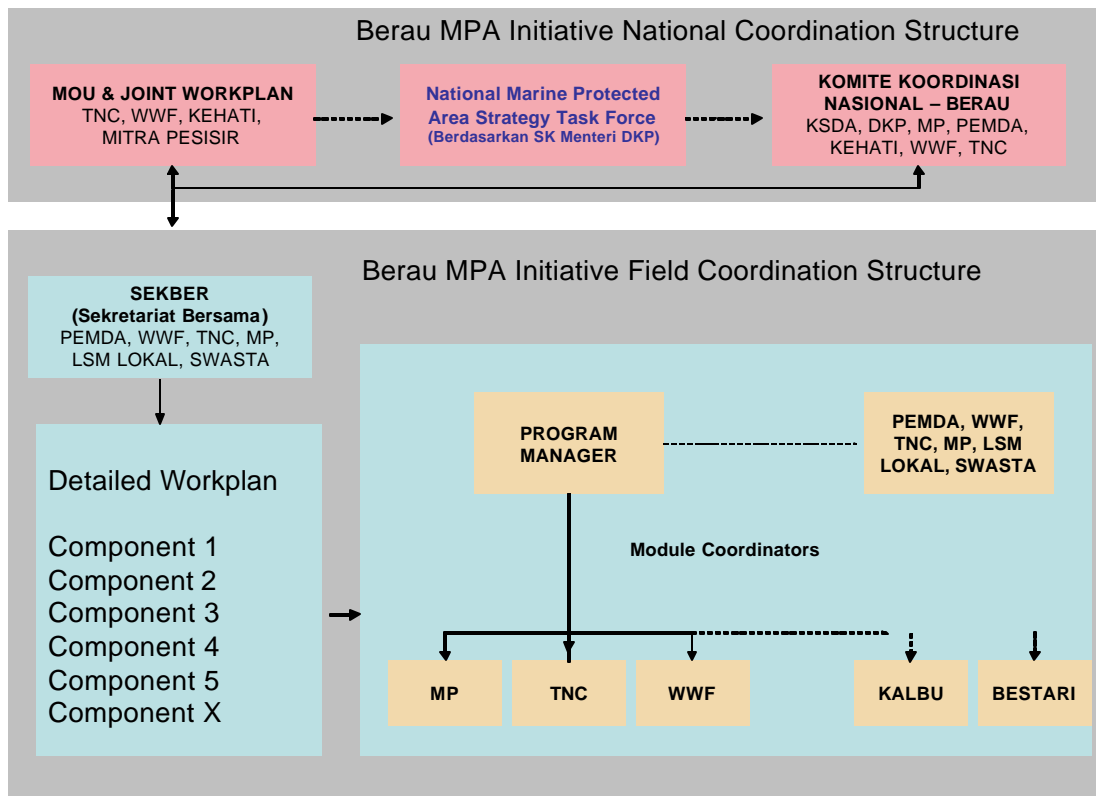 Berau MPA Initiative National Coordination Structure
MOU & JOINT WORKPLAN
TNC, WWF, KEHATI,
MITRA PESISIR
National Marine Protected
Area Strategy Task Force
(Berdasarkan SK Menteri DKP)
KOMITE KOORDINASI
NASIONAL – BERAU
KSDA, DKP, MP, PEMDA,
KEHATI, WWF, TNC
Berau MPA Initiative Field Coordination Structure
SEKBER
(Sekretariat Bersama)
PEMDA, WWF, TNC, MP,
LSM LOKAL, SWASTA
Detailed Workplan
Component 1
Component 2
Component 3
Component 4
Component 5
Component X
PROGRAM
MANAGER
PEMDA, WWF,
TNC, MP, LSM
LOKAL, SWASTA
Module Coordinators
MP
TNC
WWF
KALBU
BESTARI